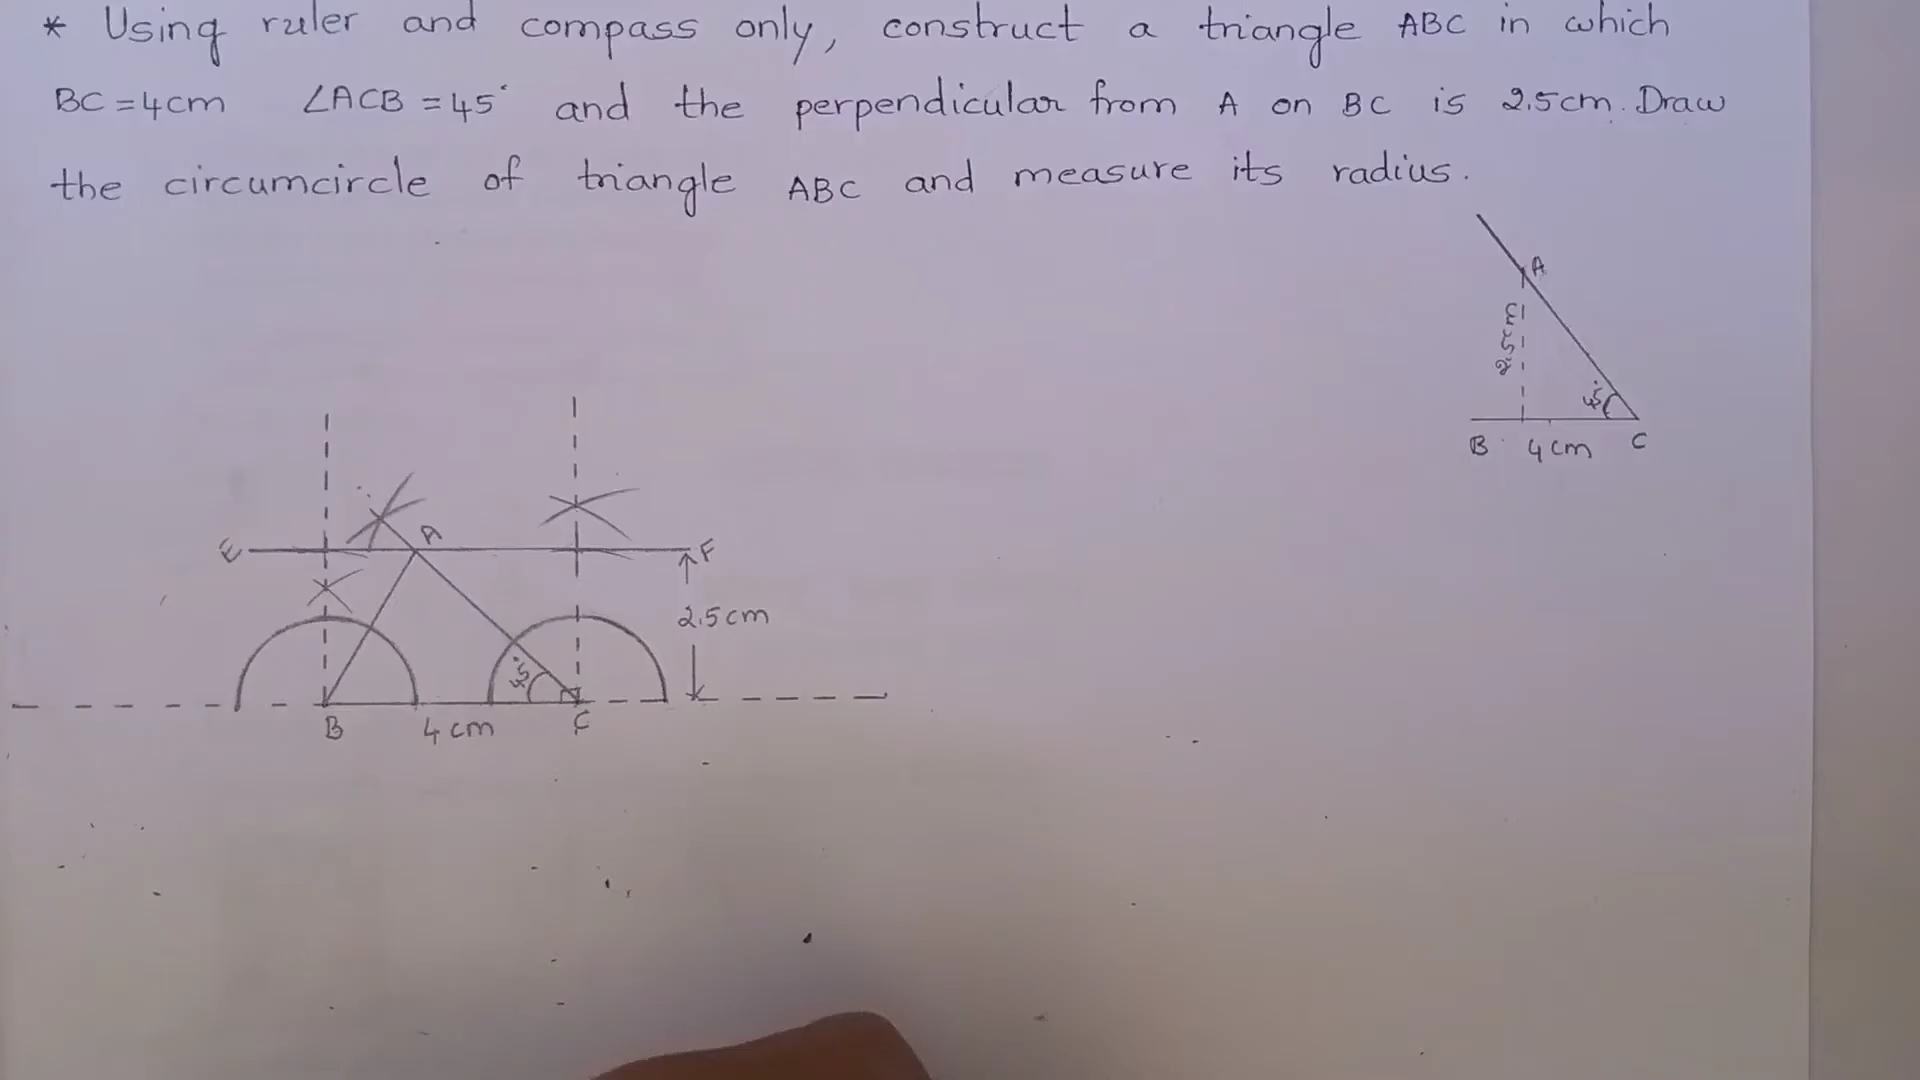 * Using ruler and compass only, construct a triangle ABC in which
BC = 4cm ∠ACB = 45° and the perpendicular from A on BC is 2.5cm. Draw
the circumcircle of triangle ABC and measure its radius.
A
2.5cm
45°
B 4cm C
A
E F
2.5cm
45°
B 4cm C